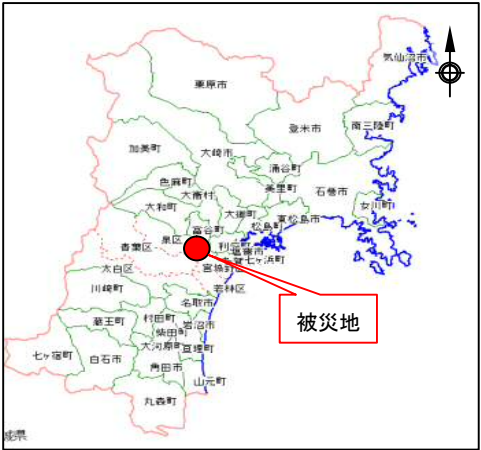 気仙沼市
栗原市
登米市
南三陸町
加美町
大崎市
涌谷町
色麻町
美里町
石巻市
大衡村
女川町
大和町
大郷町
東松島市
松島町
富谷町
泉区
利府町
青葉区
塩竈市
七ヶ浜町
太白区
宮城野区
川崎町
若林区
名取市
蔵王町
村田町
岩沼市
柴田町
七ヶ宿町
大河原町
亘理町
白石市
角田市
山元町
丸森町
被災地